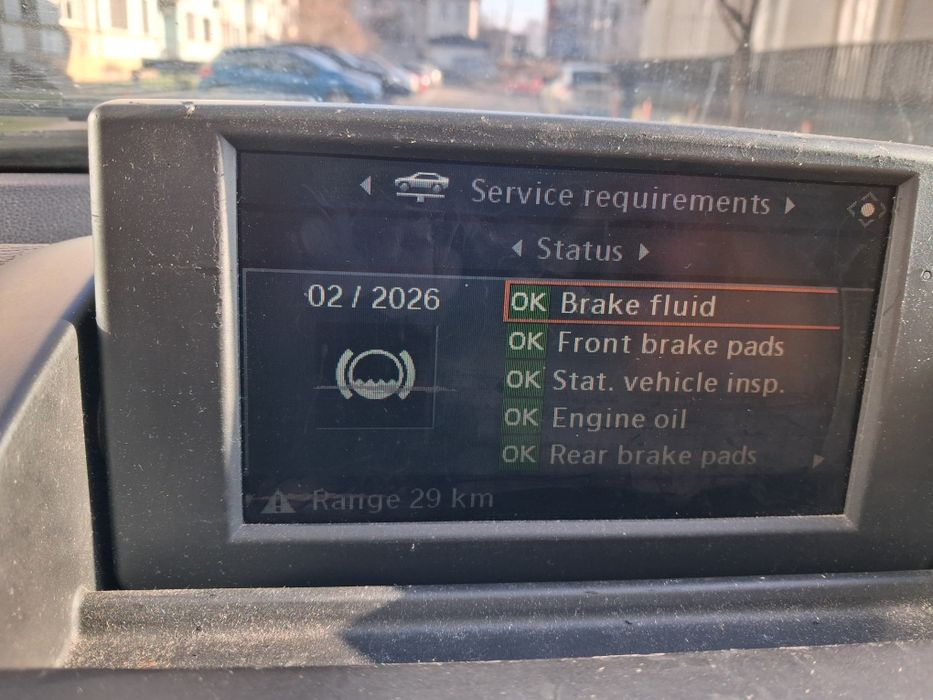 Service requirements
Status
02 / 2026
OK Brake fluid
OK Front brake pads
OK Stat. vehicle insp.
OK Engine oil
OK Rear brake pads
Range 29 km